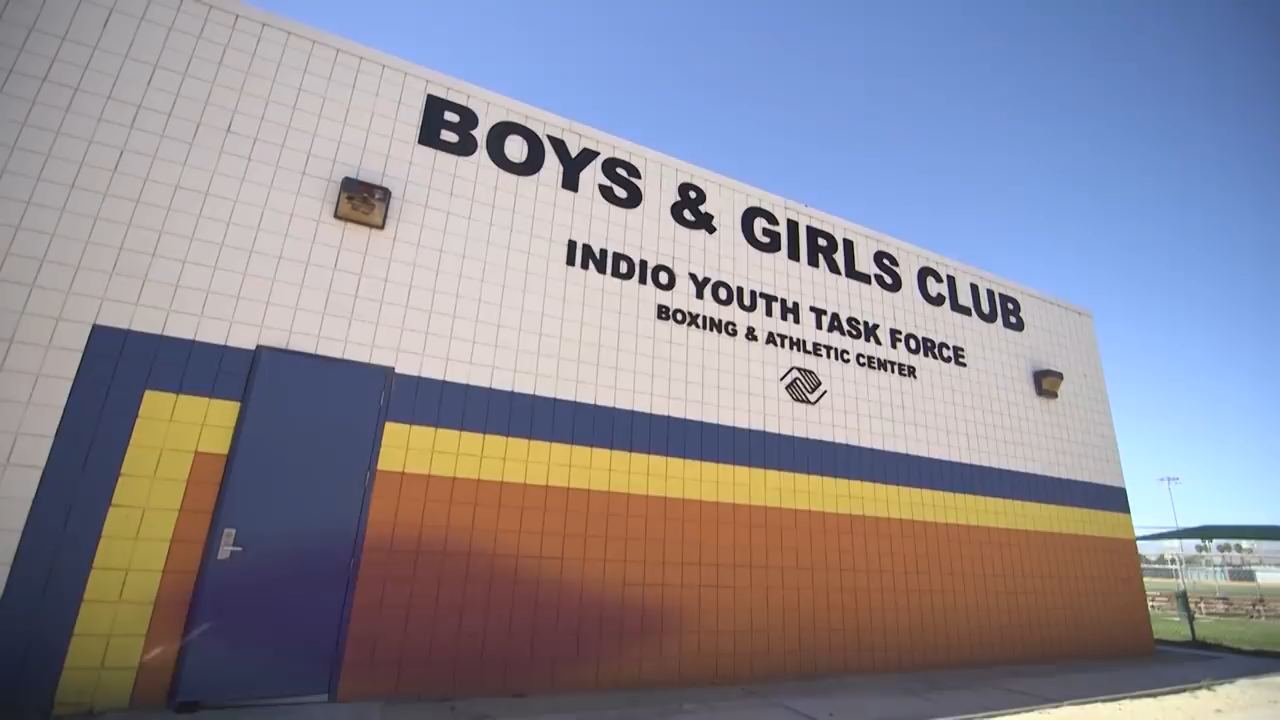 BOYS & GIRLS CLUB
INDIO YOUTH TASK FORCE
BOXING & ATHLETIC CENTER